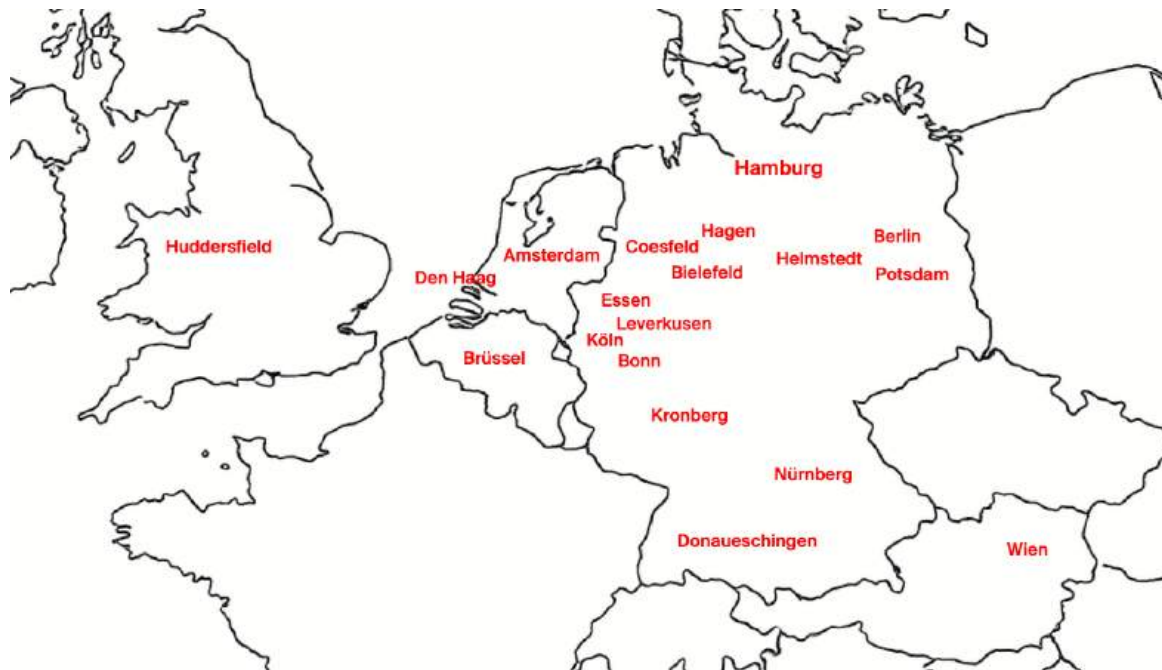 Hamburg
Hagen
Berlin
Huddersfield
Coesfeld
Amsterdam
Helmstedt
Bielefeld
Potsdam
Den Haag
Essen
Leverkusen
Köln
Brüssel
Bonn
Kronberg
Nürnberg
Donaueschingen
Wien